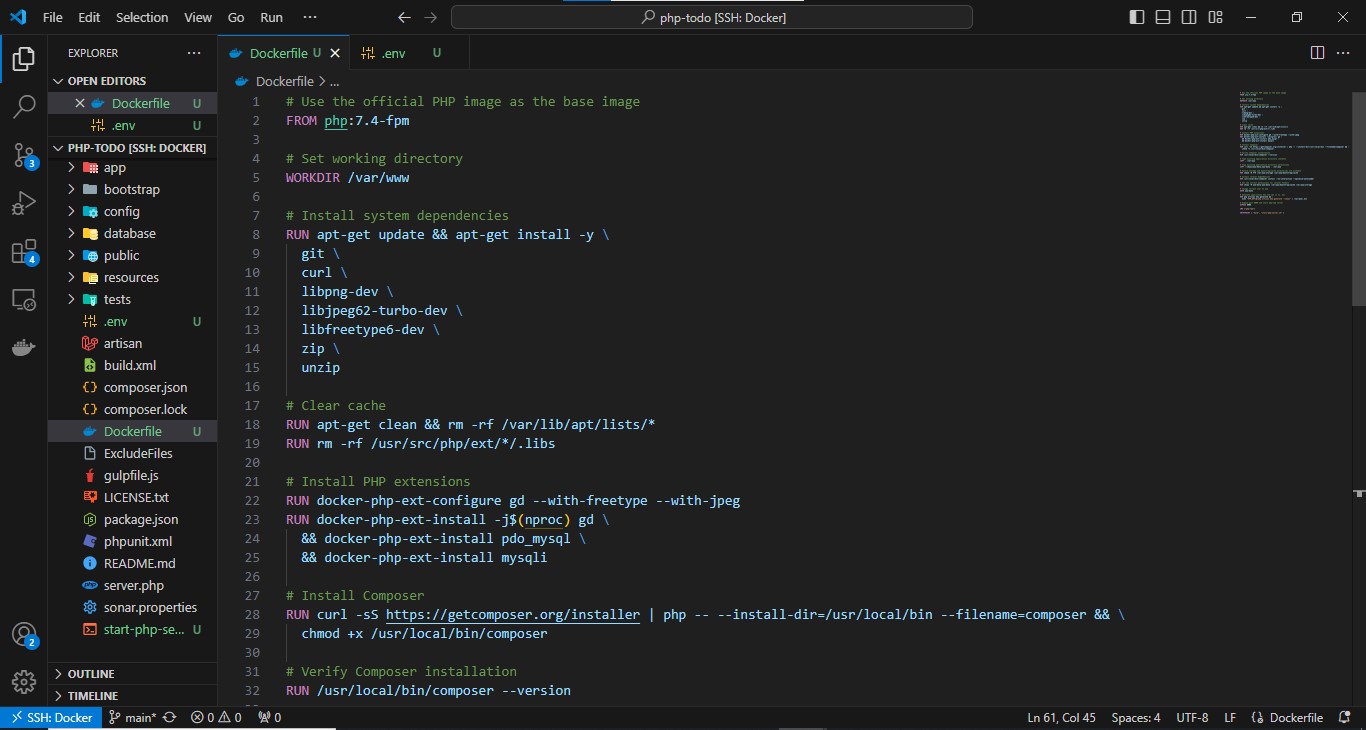 File Edit Selection View Go Run ··· php-todo [SSH: Docker]
EXPLORER ···
OPEN EDITORS
Dockerfile U
.env U
PHP-TODO [SSH: DOCKER]
app
bootstrap
config
database
public
resources
tests
.env U
artisan
build.xml
composer.json
composer.lock
Dockerfile U
ExcludeFiles
gulpfile.js
LICENSE.txt
package.json
phpunit.xml
README.md
server.php
sonar.properties
start-php-se... U
OUTLINE
TIMELINE
3
4
2
Dockerfile U .env U
Dockerfile > ...
1 # Use the official PHP image as the base image
2 FROM php:7.4-fpm
3
4 # Set working directory
5 WORKDIR /var/www
6
7 # Install system dependencies
8 RUN apt-get update && apt-get install -y \
9 git \
10 curl \
11 libpng-dev \
12 libjpeg62-turbo-dev \
13 libfreetype6-dev \
14 zip \
15 unzip
16
17 # Clear cache
18 RUN apt-get clean && rm -rf /var/lib/apt/lists/*
19 RUN rm -rf /usr/src/php/ext/*/.libs
20
21 # Install PHP extensions
22 RUN docker-php-ext-configure gd --with-freetype --with-jpeg
23 RUN docker-php-ext-install -j$(nproc) gd \
24 && docker-php-ext-install pdo_mysql \
25 && docker-php-ext-install mysqli
26
27 # Install Composer
28 RUN curl -sS https://getcomposer.org/installer | php -- --install-dir=/usr/local/bin --filename=composer && \
29 chmod +x /usr/local/bin/composer
30
31 # Verify Composer installation
32 RUN /usr/local/bin/composer --version
SSH: Docker main* 0 0 0 Ln 61, Col 45 Spaces: 4 UTF-8 LF Dockerfile